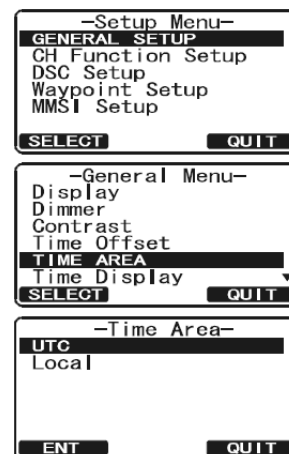 –Setup Menu–
GENERAL SETUP
CH Function Setup
DSC Setup
Waypoint Setup
MMSI Setup
SELECT QUIT
–General Menu–
Display
Dimmer
Contrast
Time Offset
TIME AREA
Time Display ▼
SELECT QUIT
–Time Area–
UTC
Local
ENT QUIT